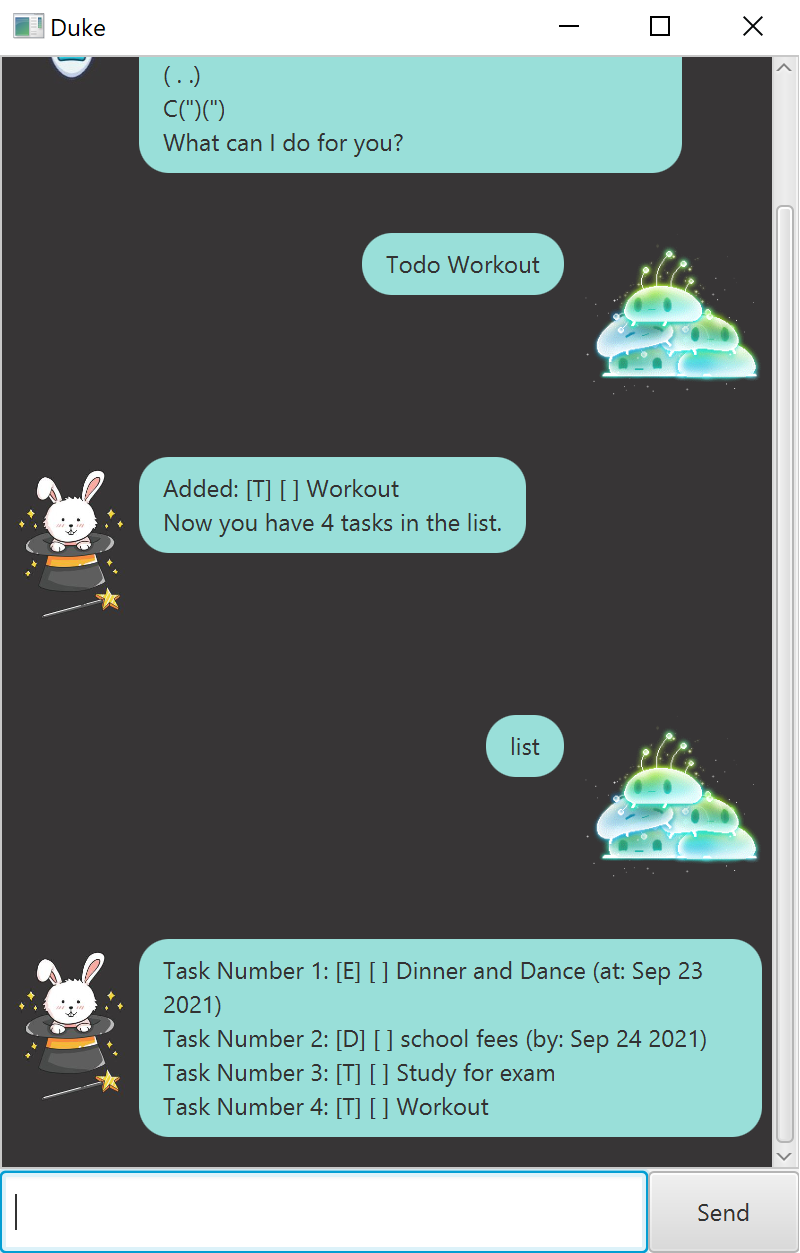 Duke
( . .)
C(")(")
What can I do for you?
Todo Workout
Added: [T] [ ] Workout
Now you have 4 tasks in the list.
list
Task Number 1: [E] [ ] Dinner and Dance (at: Sep 23
2021)
Task Number 2: [D] [ ] school fees (by: Sep 24 2021)
Task Number 3: [T] [ ] Study for exam
Task Number 4: [T] [ ] Workout
Send